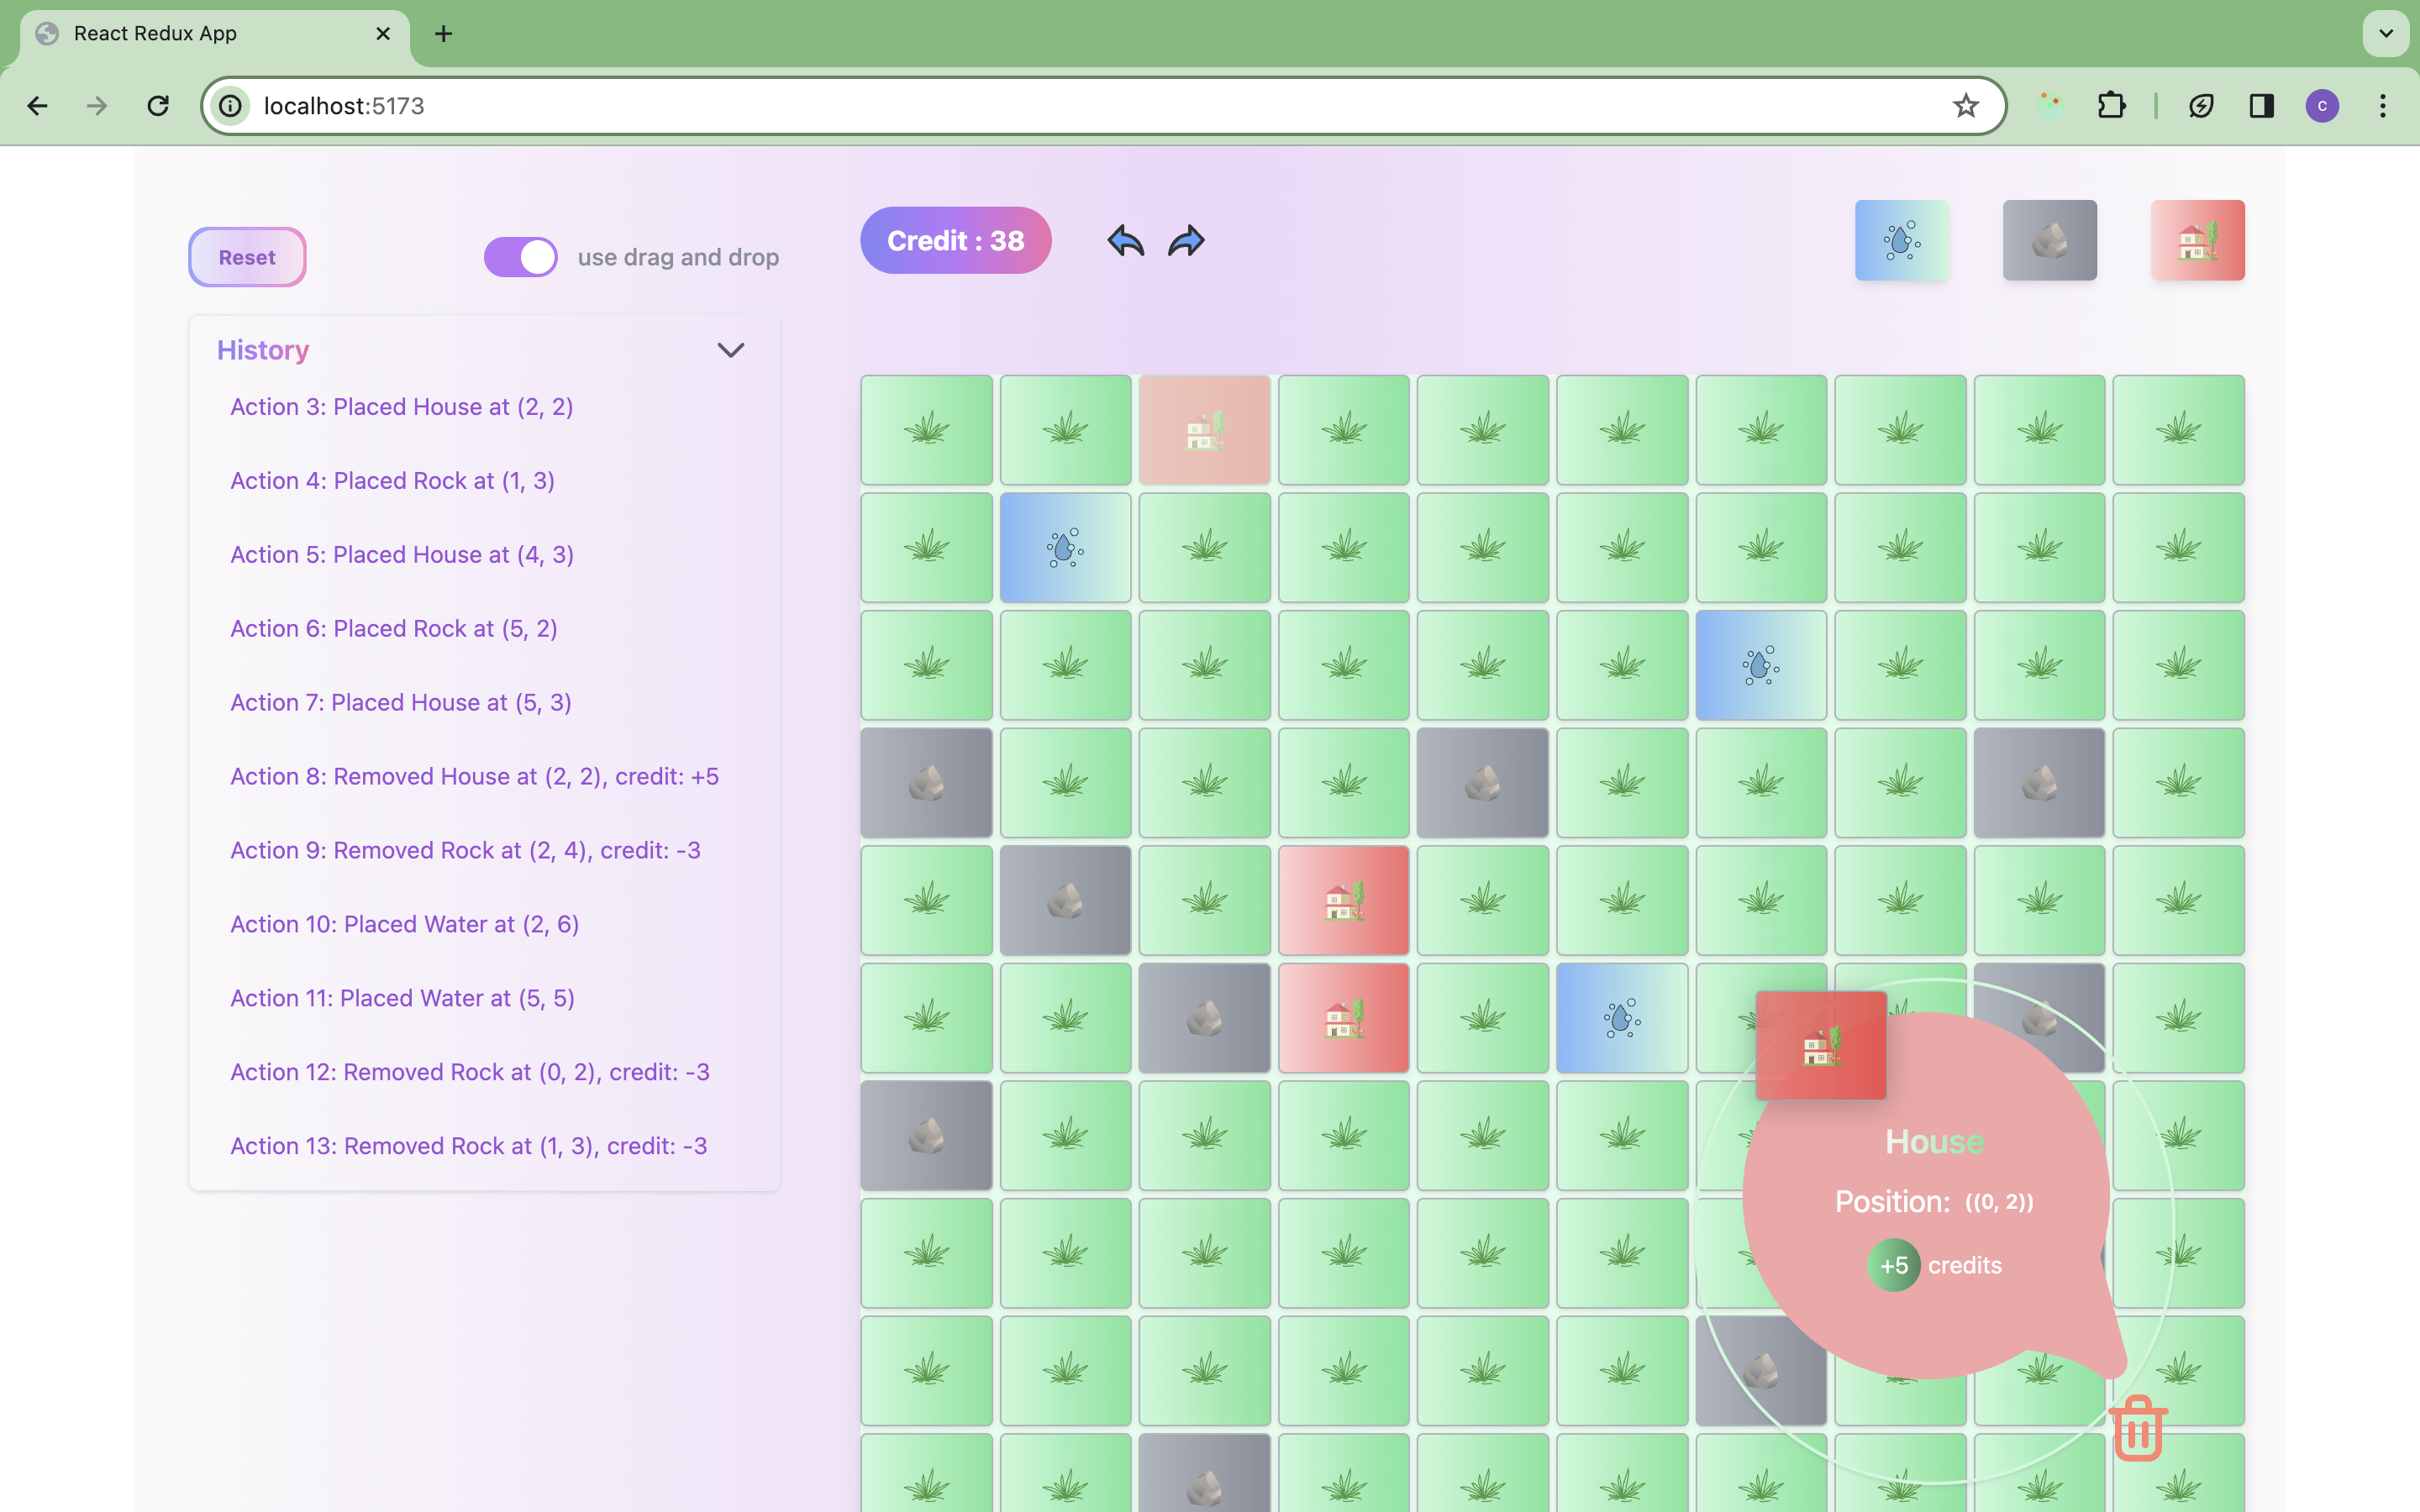 React Redux App
localhost:5173
C
Reset
use drag and drop
Credit : 38
History
Action 3: Placed House at (2, 2)
Action 4: Placed Rock at (1, 3)
Action 5: Placed House at (4, 3)
Action 6: Placed Rock at (5, 2)
Action 7: Placed House at (5, 3)
Action 8: Removed House at (2, 2), credit: +5
Action 9: Removed Rock at (2, 4), credit: -3
Action 10: Placed Water at (2, 6)
Action 11: Placed Water at (5, 5)
Action 12: Removed Rock at (0, 2), credit: -3
Action 13: Removed Rock at (1, 3), credit: -3
House
Position: ((0, 2))
+5 credits